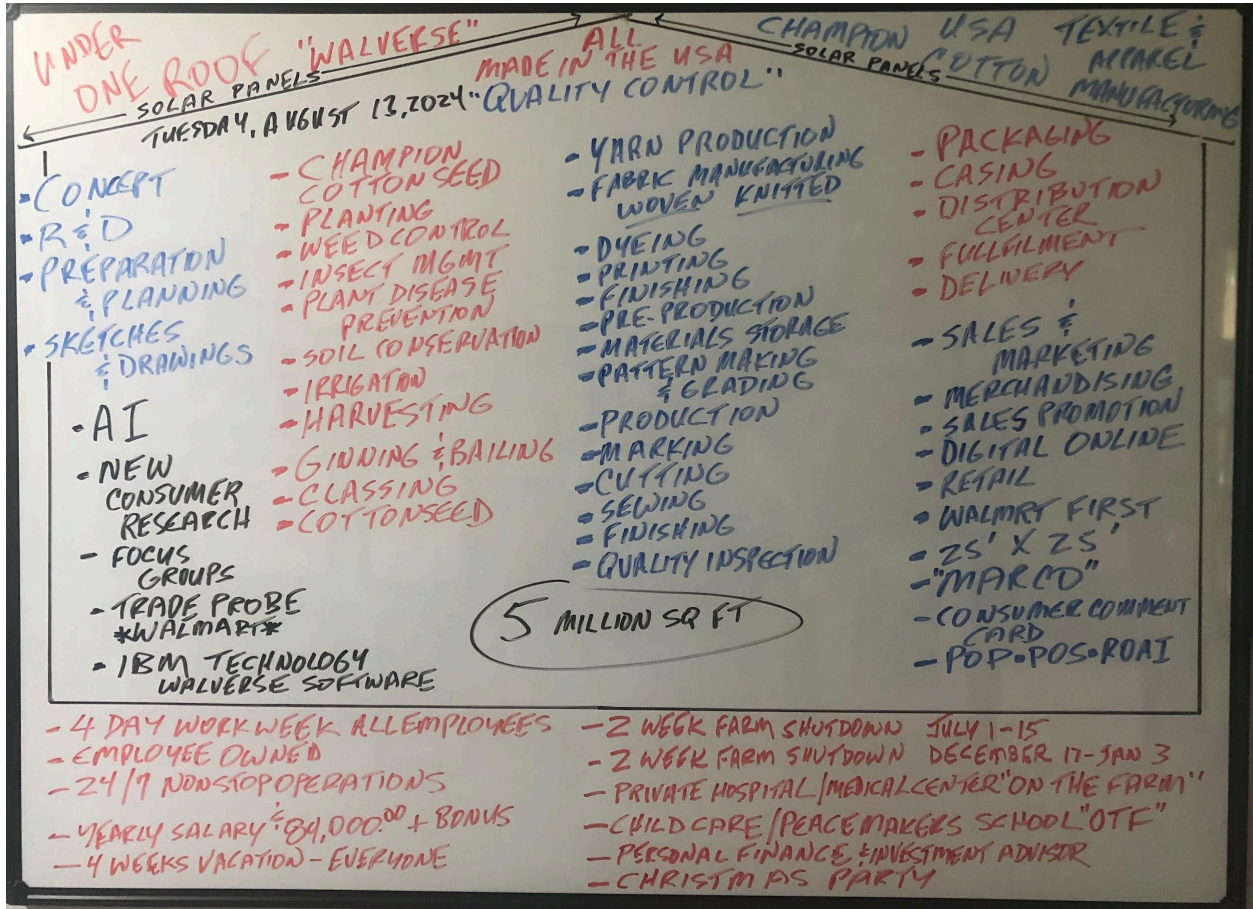 UNDER
ONE ROOF "WALVERSE"
ALL
MADE IN THE USA
CHAMPION USA TEXTILE &
COTTON APPAREL
MANUFACTURING
SOLAR PANELS
SOLAR PANELS
TUESDAY, AUGUST 13, 2024 "QUALITY CONTROL"
- CONCEPT
- R & D
- PREPARATION
& PLANNING
- SKETCHES
& DRAWINGS
- AI
- NEW
CONSUMER
RESEARCH
- FOCUS
GROUPS
- TRADE PROBE
*WALMART*
- IBM TECHNOLOGY
WALVERSE SOFTWARE
- CHAMPION
COTTON SEED
- PLANTING
- WEED CONTROL
- INSECT MGMT
- PLANT DISEASE
PREVENTION
- SOIL CONSERVATION
- IRRIGATON
- HARVESTING
- GINNING & BAILING
- CLASSING
- COTTONSEED
- YARN PRODUCTION
- FABRIC MANUFACTURING
WOVEN KNITTED
- DYEING
- PRINTING
- FINISHING
- PRE-PRODUCTION
- MATERIALS STORAGE
- PATTERN MAKING
& GRADING
- PRODUCTION
- MARKING
- CUTTING
- SEWING
- FINISHING
- QUALITY INSPECTION
5 MILLION SQ FT
- PACKAGING
- CASING
- DISTRIBUTION
CENTER
- FULLFILMENT
- DELIVERY
- SALES &
MARKETING
- MERCHANDISING
- SALES PROMOTION
- DIGITAL ONLINE
- RETAIL
- WALMRT FIRST
- 25' X 25'
- "MARCO"
- CONSUMER COMMENT
CARD
- POP • POS • ROAI
- 4 DAY WORK WEEK ALL EMPLOYEES
- EMPLOYEE OWNED
- 24/7 NONSTOP OPERATIONS
- YEARLY SALARY $84,000.00 + BONUS
- 4 WEEKS VACATION - EVERYONE
- 2 WEEK FARM SHUTDOWN JULY 1-15
- 2 WEEK FARM SHUTDOWN DECEMBER 17-JAN 3
- PRIVATE HOSPITAL/MEDICAL CENTER "ON THE FARM"
- CHILD CARE/PEACEMAKERS SCHOOL "OTF"
- PERSONAL FINANCE & INVESTMENT ADVISOR
- CHRISTMAS PARTY